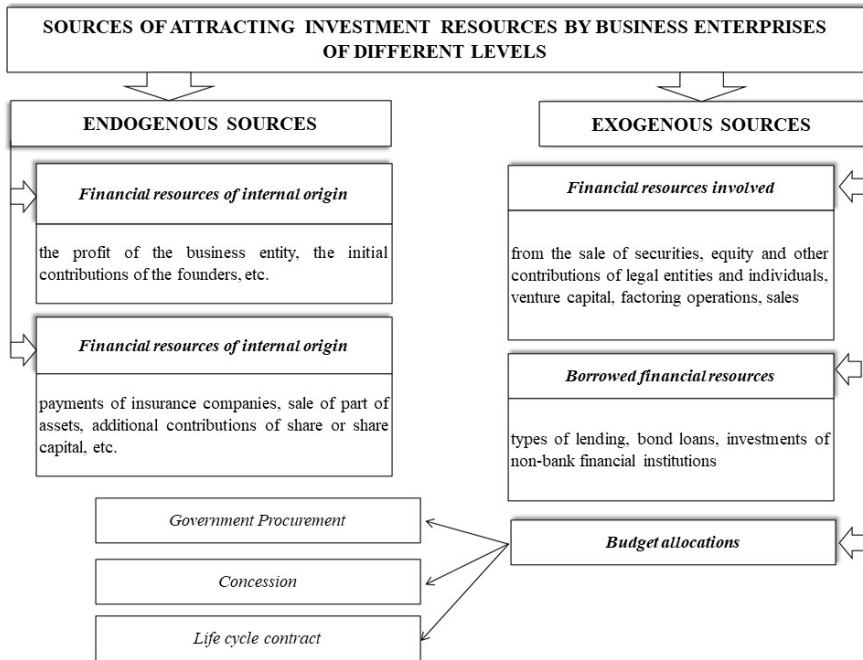 SOURCES OF ATTRACTING INVESTMENT RESOURCES BY BUSINESS ENTERPRISES
OF DIFFERENT LEVELS
ENDOGENOUS SOURCES
Financial resources of internal origin
the profit of the business entity, the initial
contributions of the founders, etc.
Financial resources of internal origin
payments of insurance companies, sale of part of
assets, additional contributions of share or share
capital, etc.
EXOGENOUS SOURCES
Financial resources involved
from the sale of securities, equity and other
contributions of legal entities and individuals,
venture capital, factoring operations, sales
Borrowed financial resources
types of lending, bond loans, investments of
non-bank financial institutions
Budget allocations
Government Procurement
Concession
Life cycle contract